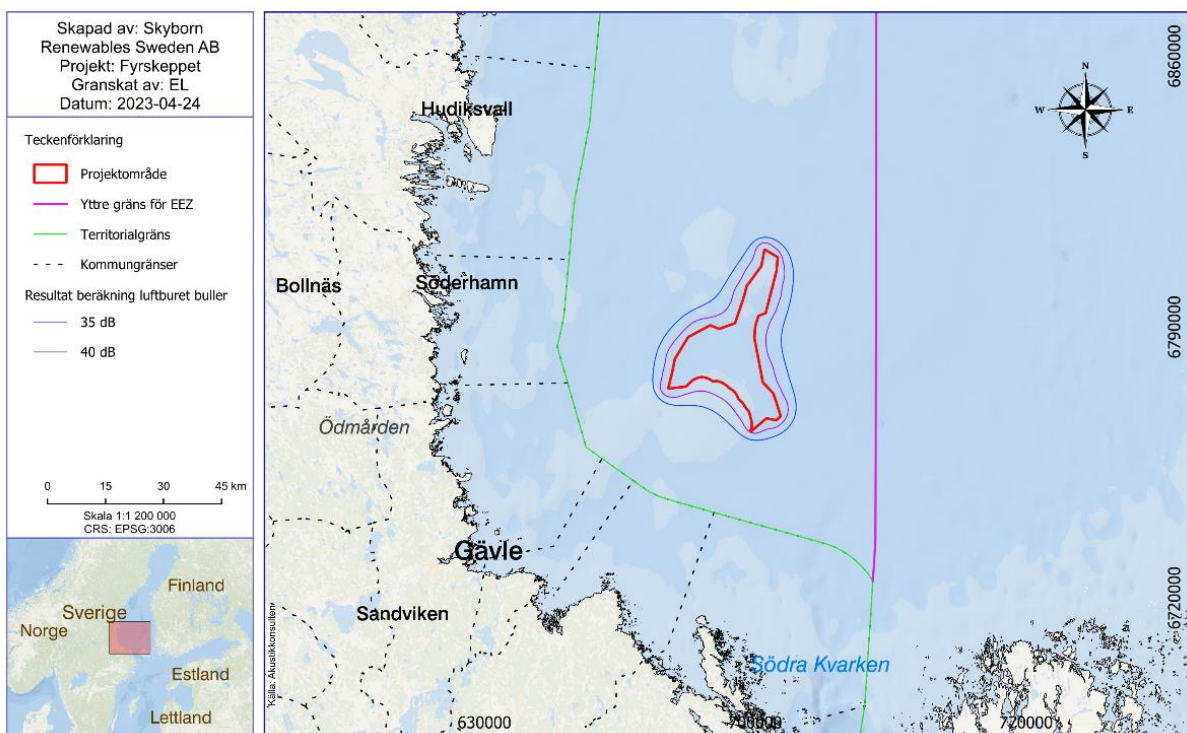 Skapad av: Skyborn
Renewables Sweden AB
Projekt: Fyrskeppet
Granskat av: EL
Datum: 2023-04-24
Teckenförklaring
Projektområde
Yttre gräns för EEZ
Territorialgräns
Kommungränser
Resultat beräkning luftburet buller
35 dB
40 dB
0 15 30 45 km
Skala 1:1 200 000
CRS: EPSG:3006
Finland
Sverige
Norge
Estland
Lettland
Hudiksvall
Bollnäs
Söderhamn
Ödmården
Gävle
Sandviken
Södra Kvarken
N
W
E
S
6860000
6790000
6720000
630000
720000
Källa: Akustikkonsulten